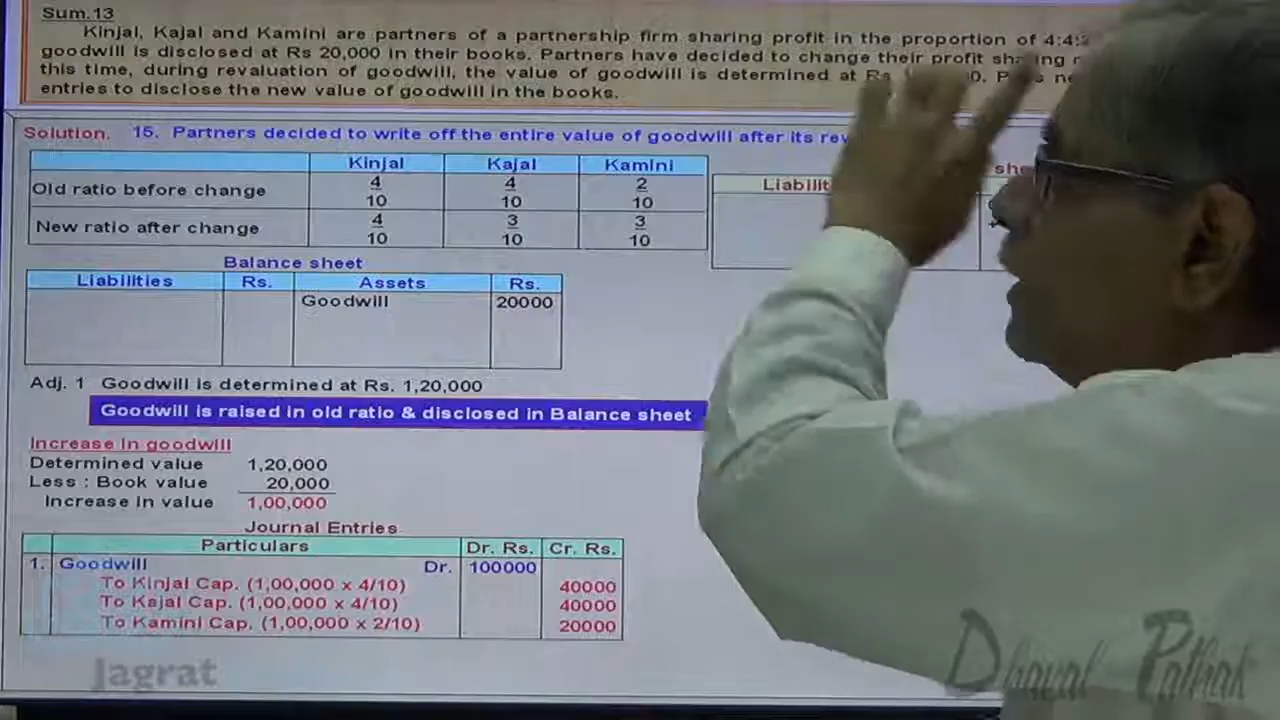 Sum.13
Kinjal, Kajal and Kamini are partners of a partnership firm sharing profit in the proportion of 4:4:2
goodwill is disclosed at Rs 20,000 in their books. Partners have decided to change their profit sharing
this time, during revaluation of goodwill, the value of goodwill is determined at Rs
entries to disclose the new value of goodwill in the books.
Solution. 15. Partners decided to write off the entire value of goodwill after its
Kinjal Kajal Kamini
Old ratio before change 4/10 4/10 2/10
New ratio after change 4/10 3/10 3/10
Balance sheet
Liabilities Rs. Assets Rs.
Goodwill 20000
Adj. 1 Goodwill is determined at Rs. 1,20,000
Goodwill is raised in old ratio & disclosed in Balance sheet
Increase in goodwill
Determined value 1,20,000
Less : Book value 20,000
Increase in value 1,00,000
Journal Entries
Particulars Dr. Rs. Cr. Rs.
1. Goodwill Dr. 100000
To Kinjal Cap. (1,00,000 x 4/10) 40000
To Kajal Cap. (1,00,000 x 4/10) 40000
To Kamini Cap. (1,00,000 x 2/10) 20000
Jagrat
Dhaval Pathak